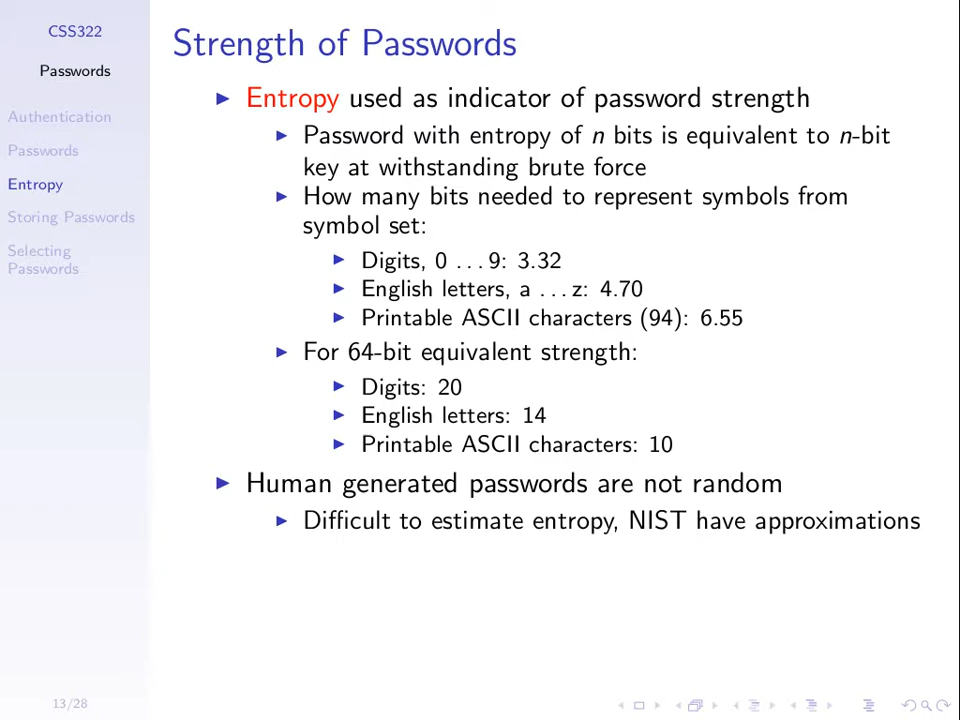 CSS322
Passwords
Authentication
Passwords
Entropy
Storing Passwords
Selecting
Passwords
13/28
Strength of Passwords
Entropy used as indicator of password strength
Password with entropy of n bits is equivalent to n-bit
key at withstanding brute force
How many bits needed to represent symbols from
symbol set:
Digits, 0 ... 9: 3.32
English letters, a ... z: 4.70
Printable ASCII characters (94): 6.55
For 64-bit equivalent strength:
Digits: 20
English letters: 14
Printable ASCII characters: 10
Human generated passwords are not random
Difficult to estimate entropy, NIST have approximations